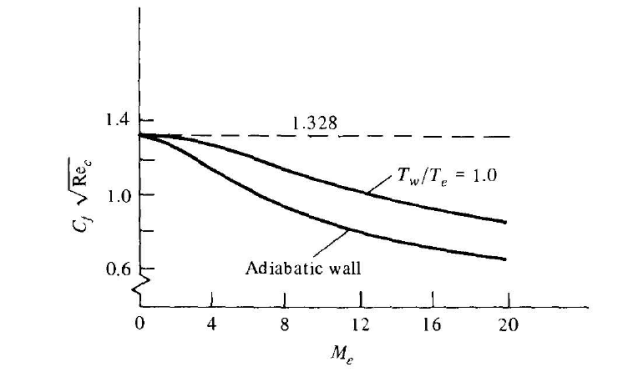 1.4
1.328
C_f √Re_c
1.0
T_w/T_e = 1.0
0.6
Adiabatic wall
0 4 8 12 16 20
M_e